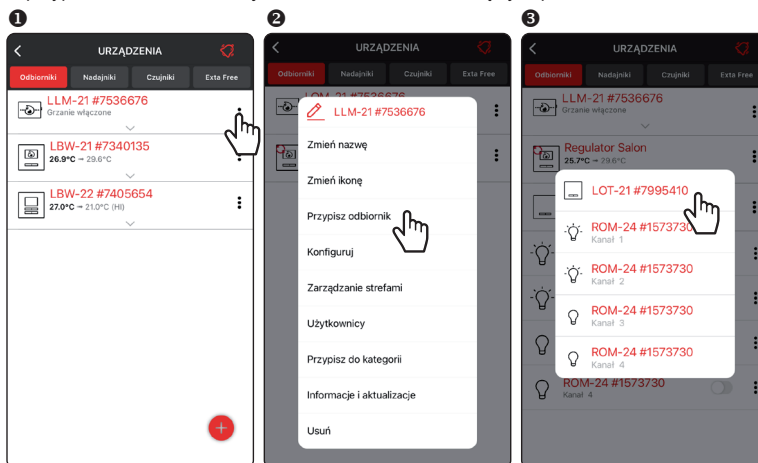 ❶
URZĄDZENIA
Odbiorniki Nadajniki Czujniki Exta Free
LLM-21 #7536676
Grzanie włączone
LBW-21 #7340135
26.9°C → 29.6°C
LBW-22 #7405654
27.0°C → 21.0°C (HI)
+
❷
URZĄDZENIA
Odbiorniki Nadajniki Czujniki Exta Free
LLM-21 #7536676
Zmień nazwę
Zmień ikonę
Przypisz odbiornik
Konfiguruj
Zarządzanie strefami
Użytkownicy
Przypisz do kategorii
Informacje i aktualizacje
Usuń
❸
URZĄDZENIA
Odbiorniki Nadajniki Czujniki Exta Free
LLM-21 #7536676
Grzanie włączone
Regulator Salon
25.7°C → 29.6°C
LOT-21 #7995410
ROM-24 #1573730
Kanał 1
ROM-24 #1573730
Kanał 2
ROM-24 #1573730
Kanał 3
ROM-24 #1573730
Kanał 4
ROM-24 #1573730
Kanał 4